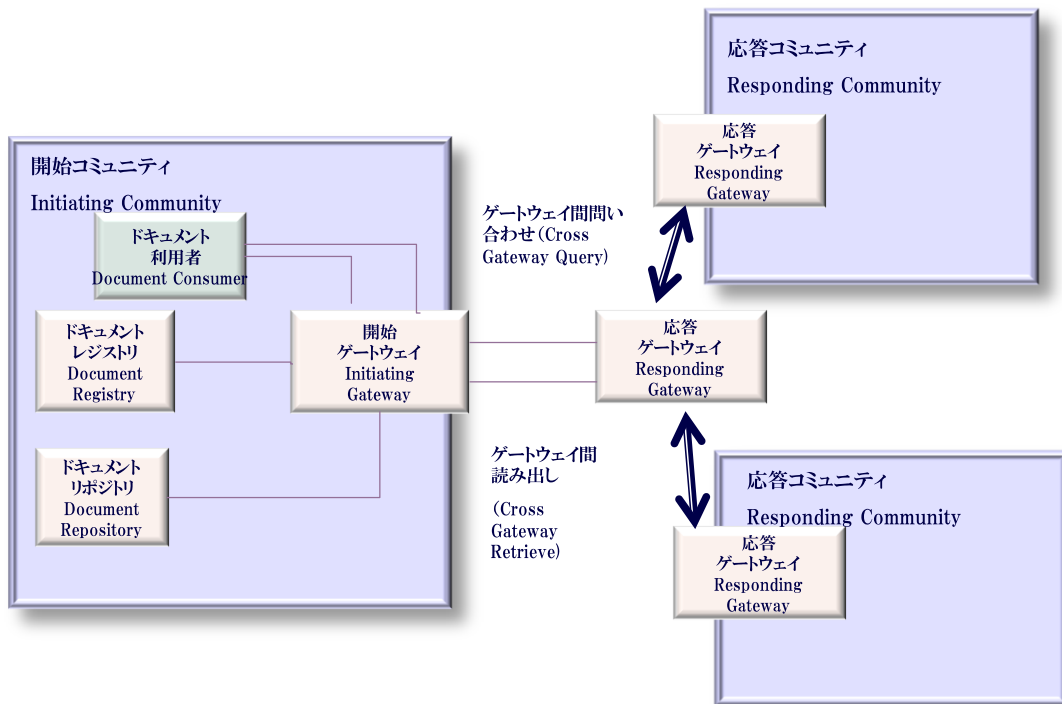 開始コミュニティ
Initiating Community
ドキュメント
利用者
Document Consumer
ドキュメント
レジストリ
Document
Registry
ドキュメント
リポジトリ
Document
Repository
開始
ゲートウェイ
Initiating
Gateway
ゲートウェイ間問い
合わせ（Cross
Gateway Query）
ゲートウェイ間
読み出し
（Cross
Gateway
Retrieve）
応答
ゲートウェイ
Responding
Gateway
応答コミュニティ
Responding Community
応答
ゲートウェイ
Responding
Gateway
応答コミュニティ
Responding Community
応答
ゲートウェイ
Responding
Gateway